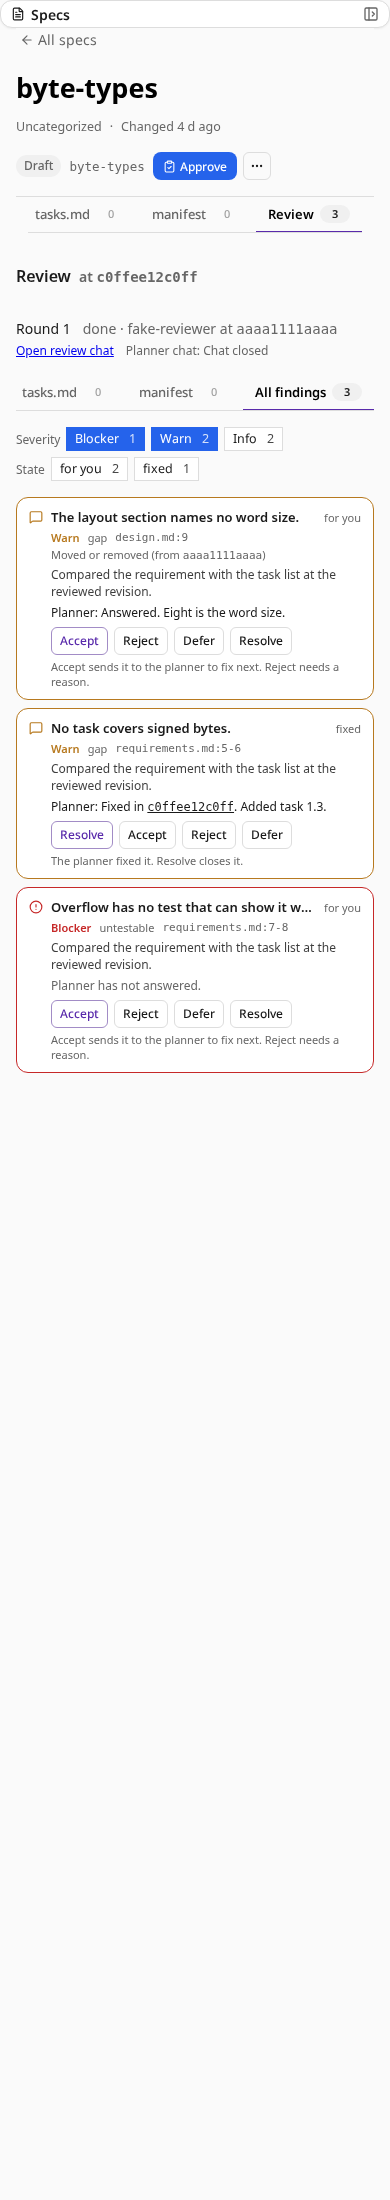 Specs
All specs
byte-types
Uncategorized · Changed 4 d ago
Draft byte-types Approve
tasks.md 0 manifest 0 Review 3
Review at c0ffee12c0ff
Round 1 done · fake-reviewer at aaaa1111aaaa
Open review chat Planner chat: Chat closed
tasks.md 0 manifest 0 All findings 3
Severity Blocker 1 Warn 2 Info 2
State for you 2 fixed 1
The layout section names no word size. for you
Warn gap design.md:9
Moved or removed (from aaaa1111aaaa)
Compared the requirement with the task list at the
reviewed revision.
Planner: Answered. Eight is the word size.
Accept Reject Defer Resolve
Accept sends it to the planner to fix next. Reject needs a
reason.
No task covers signed bytes. fixed
Warn gap requirements.md:5-6
Compared the requirement with the task list at the
reviewed revision.
Planner: Fixed in c0ffee12c0ff. Added task 1.3.
Resolve Accept Reject Defer
The planner fixed it. Resolve closes it.
Overflow has no test that can show it w... for you
Blocker untestable requirements.md:7-8
Compared the requirement with the task list at the
reviewed revision.
Planner has not answered.
Accept Reject Defer Resolve
Accept sends it to the planner to fix next. Reject needs a
reason.